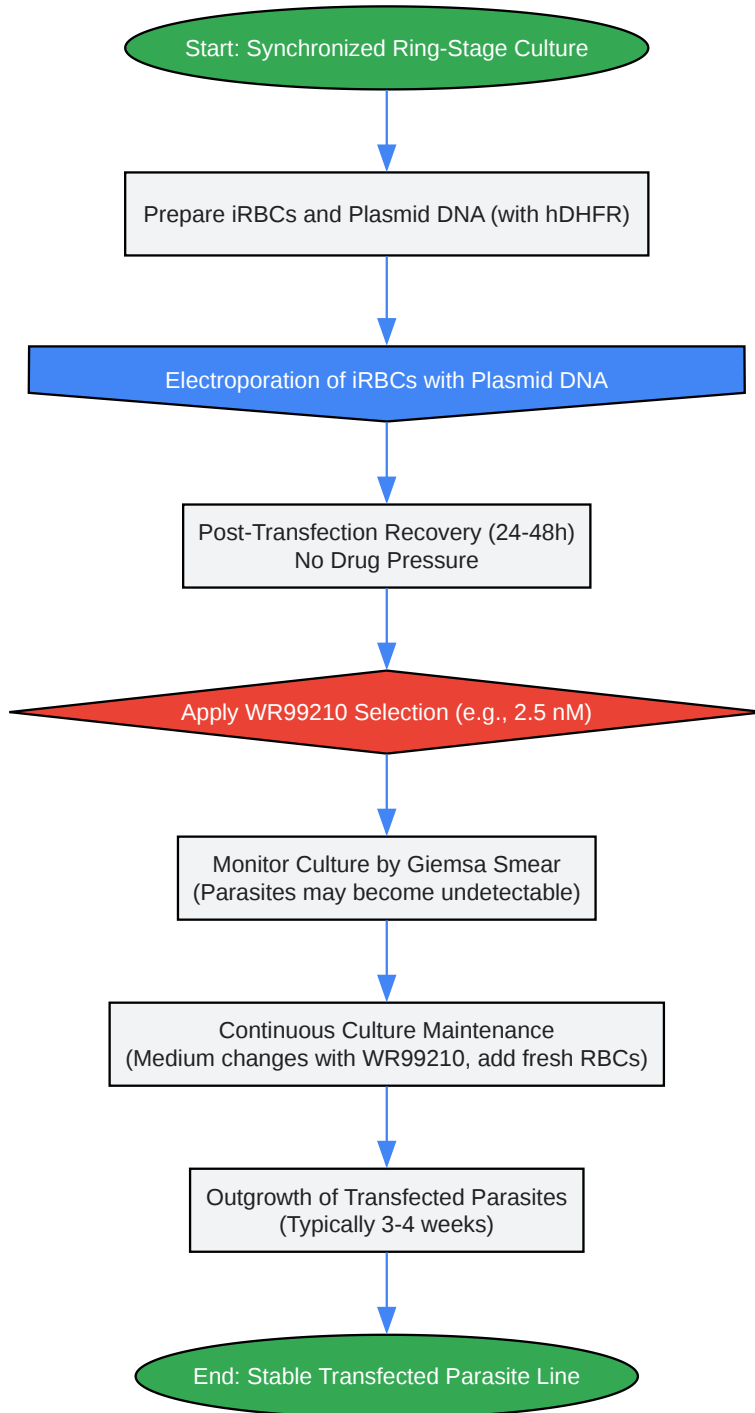 Start: Synchronized Ring-Stage Culture
Prepare iRBCs and Plasmid DNA (with hDHFR)
Electroporation of iRBCs with Plasmid DNA
Post-Transfection Recovery (24-48h)
No Drug Pressure
Apply WR99210 Selection (e.g., 2.5 nM)
Monitor Culture by Giemsa Smear
(Parasites may become undetectable)
Continuous Culture Maintenance
(Medium changes with WR99210, add fresh RBCs)
Outgrowth of Transfected Parasites
(Typically 3-4 weeks)
End: Stable Transfected Parasite Line